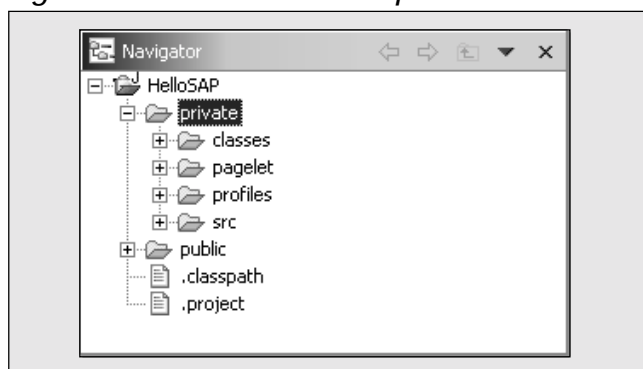 Navigator
HelloSAP
private
classes
pagelet
profiles
src
public
.classpath
.project